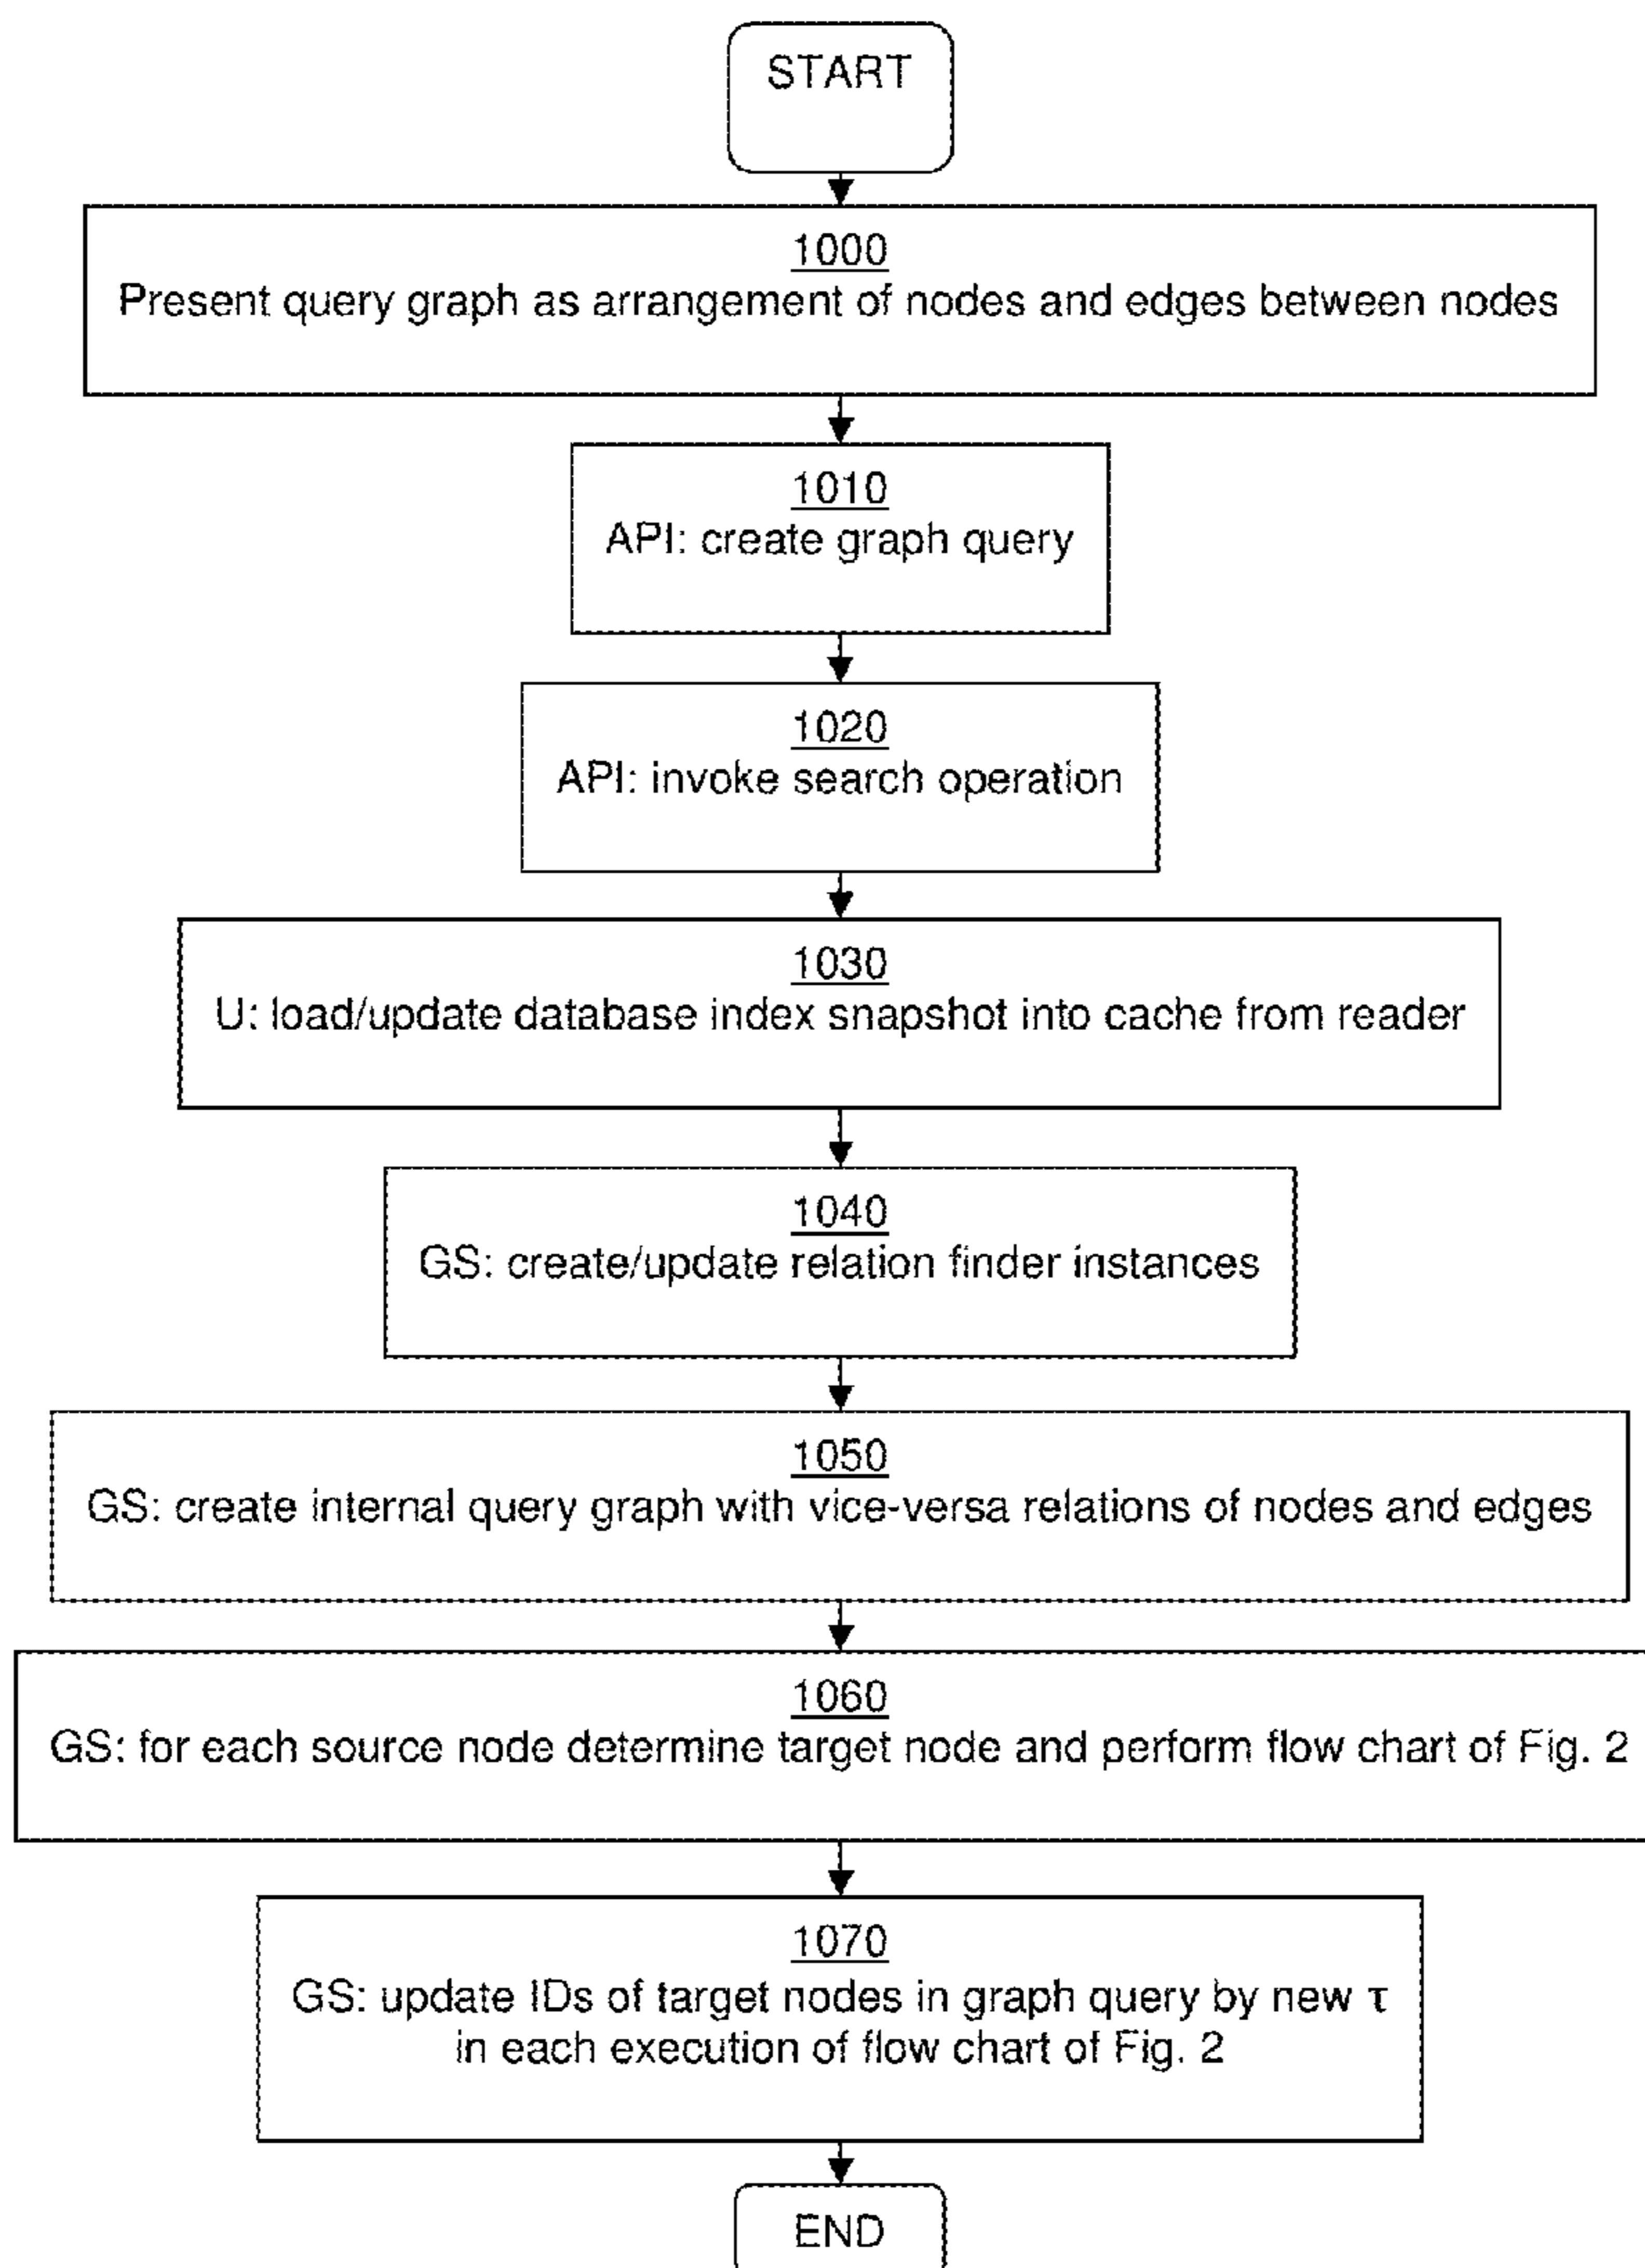 START
1000
Present query graph as arrangement of nodes and edges between nodes
1010
API: create graph query
1020
API: invoke search operation
1030
U: load/update database index snapshot into cache from reader
1040
GS: create/update relation finder instances
1050
GS: create internal query graph with vice-versa relations of nodes and edges
1060
GS: for each source node determine target node and perform flow chart of Fig. 2
1070
GS: update IDs of target nodes in graph query by new τ
in each execution of flow chart of Fig. 2
END